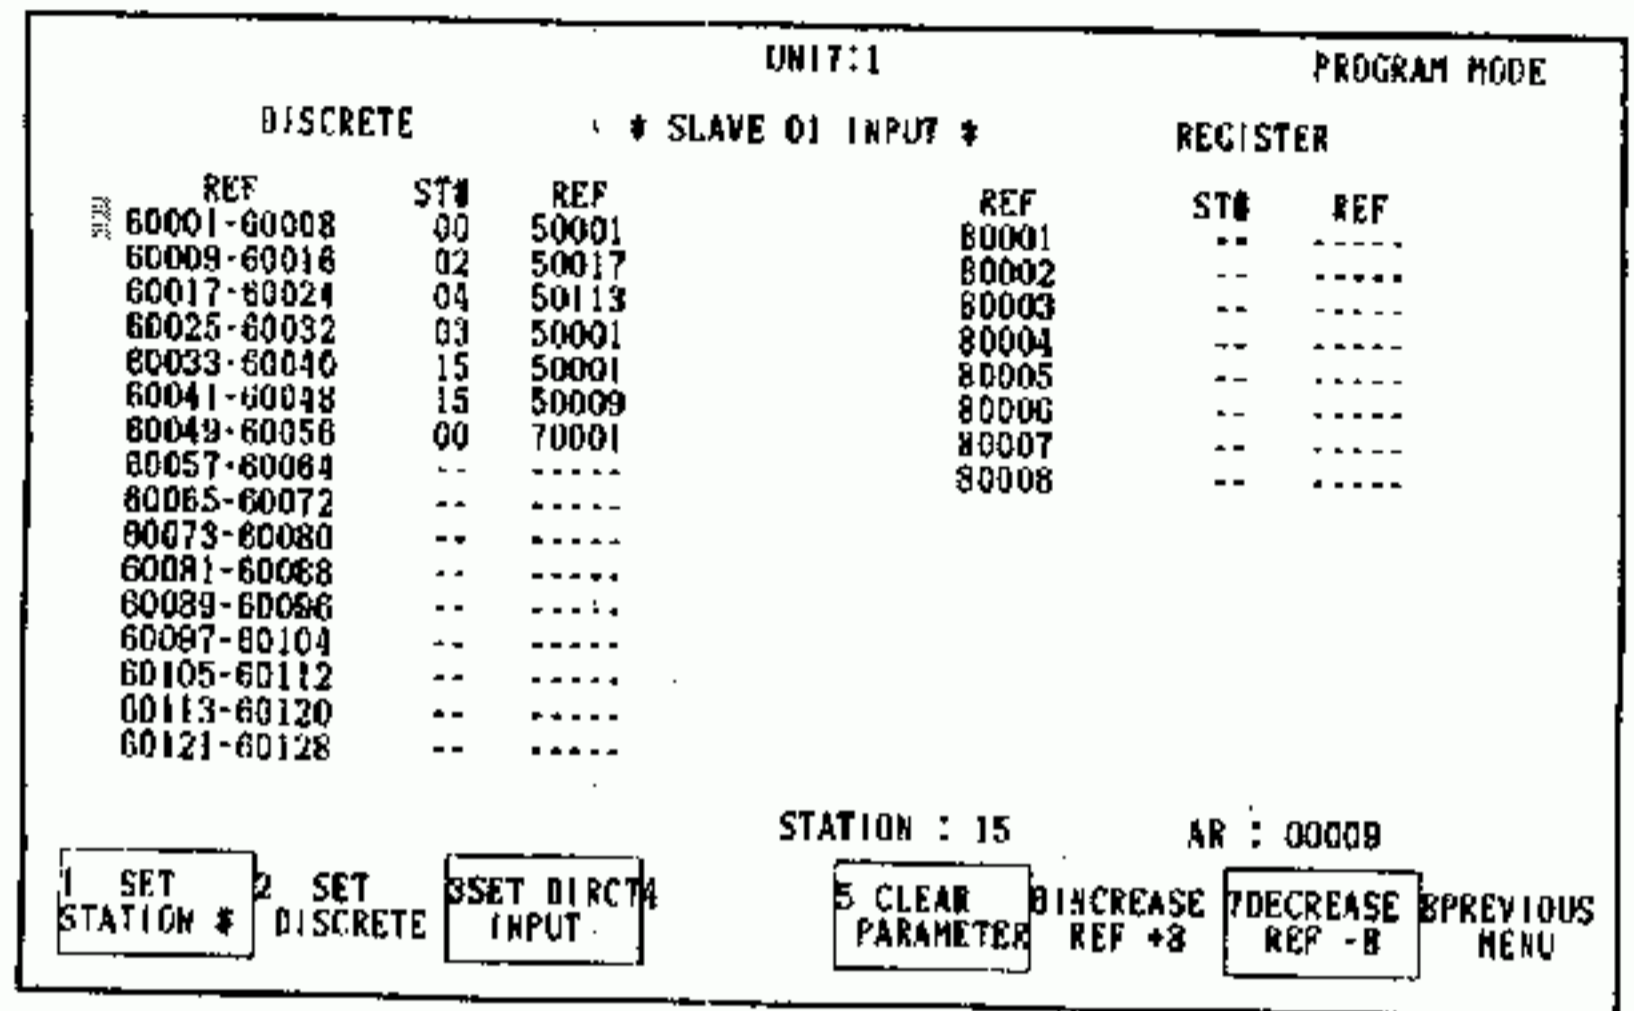 UNIT:1 PROGRAM MODE
DISCRETE * SLAVE 01 INPUT * REGISTER
REF ST# REF REF ST# REF
60001-60008 00 50001 80001 -- -----
60009-60016 02 50017 80002 -- -----
60017-60024 04 50113 80003 -- -----
60025-60032 03 50001 80004 -- -----
60033-60040 15 50001 80005 -- -----
60041-60048 15 50009 80006 -- -----
60049-60056 00 70001 80007 -- -----
60057-60064 -- ----- 80008 -- -----
60065-60072 -- -----
60073-60080 -- -----
60081-60088 -- -----
60089-60096 -- -----
60097-60104 -- -----
60105-60112 -- -----
60113-60120 -- -----
60121-60128 -- -----
STATION : 15 AR : 00009
1 SET 2 SET 3SET DIRCT4 5 CLEAR 6INCREASE 7DECREASE 8PREVIOUS
STATION # DISCRETE INPUT PARAMETER REF +8 REF -8 MENU